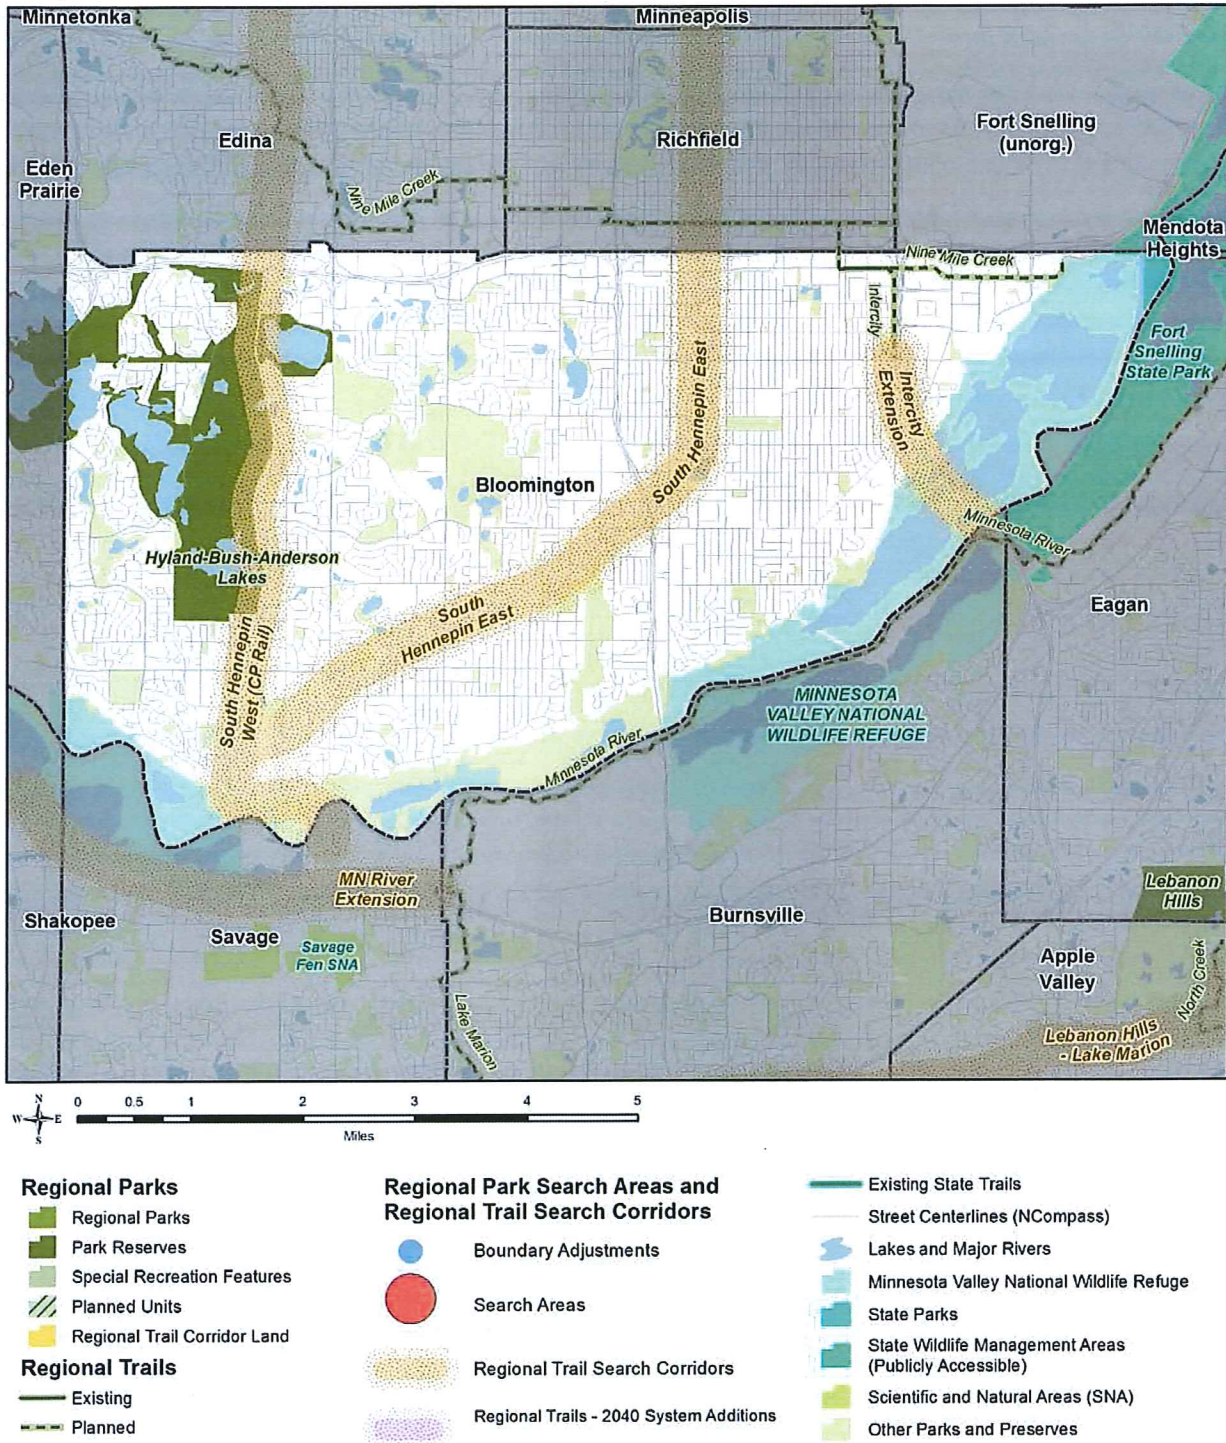 Minnetonka
Minneapolis
Edina
Richfield
Fort Snelling
(unorg.)
Eden
Prairie
Nine Mile Creek
Mendota
Heights
Nine Mile Creek
Intercity
Intercity
Extension
Fort
Snelling
State Park
South Hennepin East
Bloomington
Minnesota River
Hyland-Bush-Anderson
Lakes
Eagan
South
Hennepin East
South Hennepin
West (CP Rail)
MINNESOTA
VALLEY NATIONAL
WILDLIFE REFUGE
Minnesota River
MN River
Extension
Lebanon
Hills
Shakopee
Savage
Burnsville
Savage
Fen SNA
Apple
Valley
North Creek
Lake Marion
Lebanon Hills
- Lake Marion
N
W E
S
0 0.5 1 2 3 4 5
Miles
Regional Parks
Regional Parks
Park Reserves
Special Recreation Features
Planned Units
Regional Trail Corridor Land
Regional Trails
Existing
Planned
Regional Park Search Areas and
Regional Trail Search Corridors
Boundary Adjustments
Search Areas
Regional Trail Search Corridors
Regional Trails - 2040 System Additions
Existing State Trails
Street Centerlines (NCompass)
Lakes and Major Rivers
Minnesota Valley National Wildlife Refuge
State Parks
State Wildlife Management Areas
(Publicly Accessible)
Scientific and Natural Areas (SNA)
Other Parks and Preserves